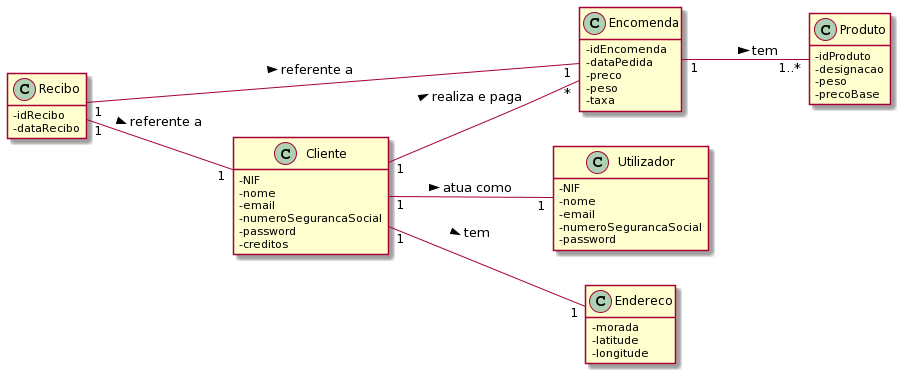 C Recibo
-idRecibo
-dataRecibo
1
► referente a
1
C Encomenda
-idEncomenda
-dataPedida
-preco
-peso
-taxa
1
► tem
1..*
C Produto
-idProduto
-designacao
-peso
-precoBase
1
► referente a
1
C Cliente
-NIF
-nome
-email
-numeroSegurancaSocial
-password
-creditos
1
► realiza e paga
*
1
► atua como
1
C Utilizador
-NIF
-nome
-email
-numeroSegurancaSocial
-password
1
► tem
1
C Endereco
-morada
-latitude
-longitude